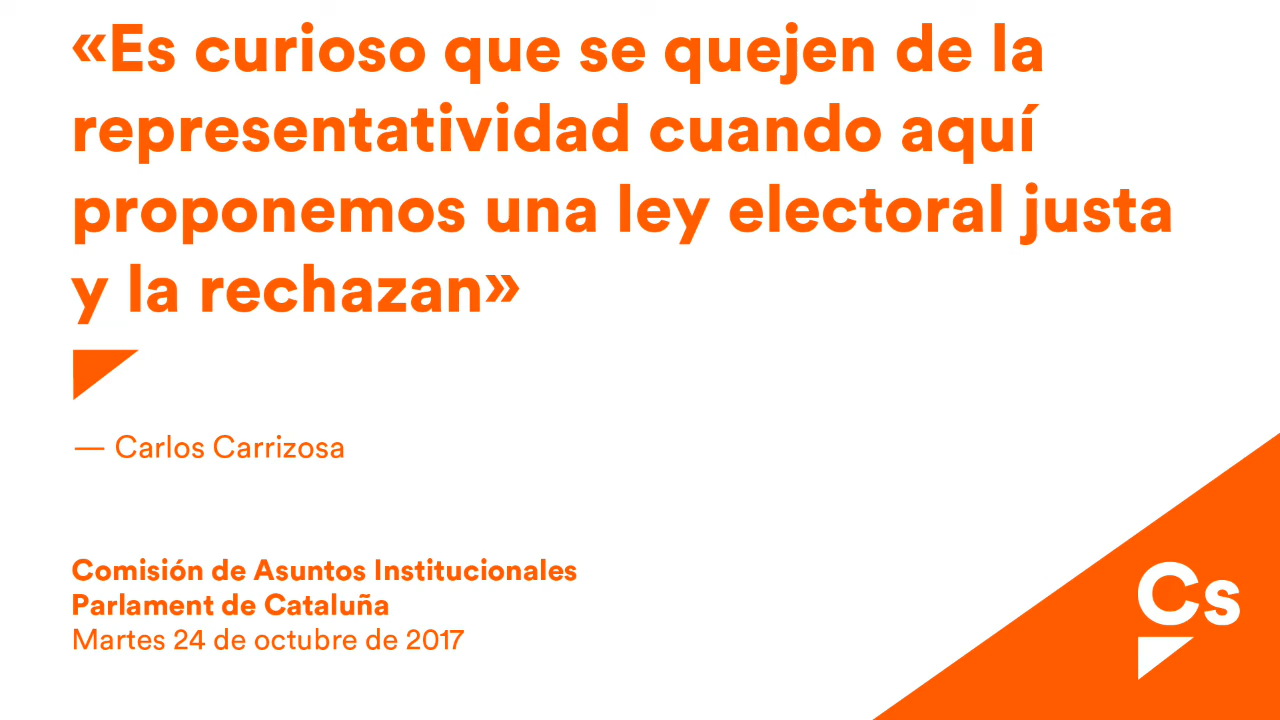 «Es curioso que se quejen de la
representatividad cuando aquí
proponemos una ley electoral justa
y la rechazan»
— Carlos Carrizosa
Comisión de Asuntos Institucionales
Parlament de Cataluña
Martes 24 de octubre de 2017
Cs